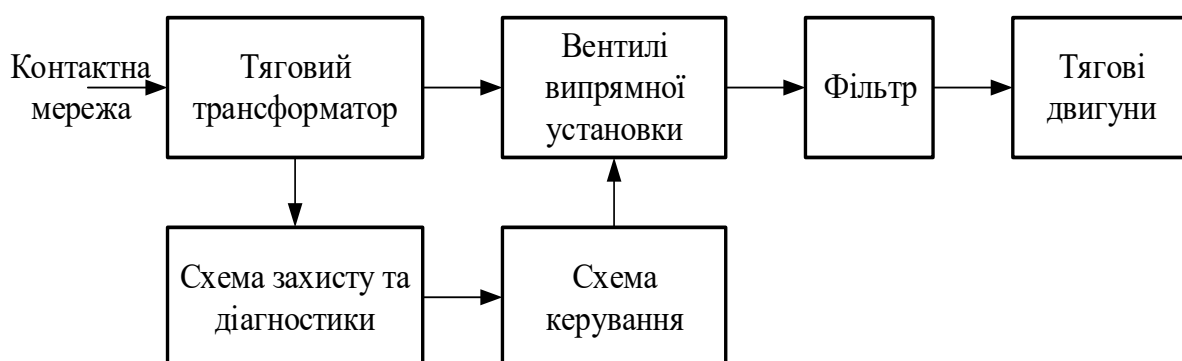 Контактна
мережа
Тяговий
трансформатор
Вентилі
випрямної
установки
Фільтр
Тягові
двигуни
Схема захисту та
діагностики
Схема
керування